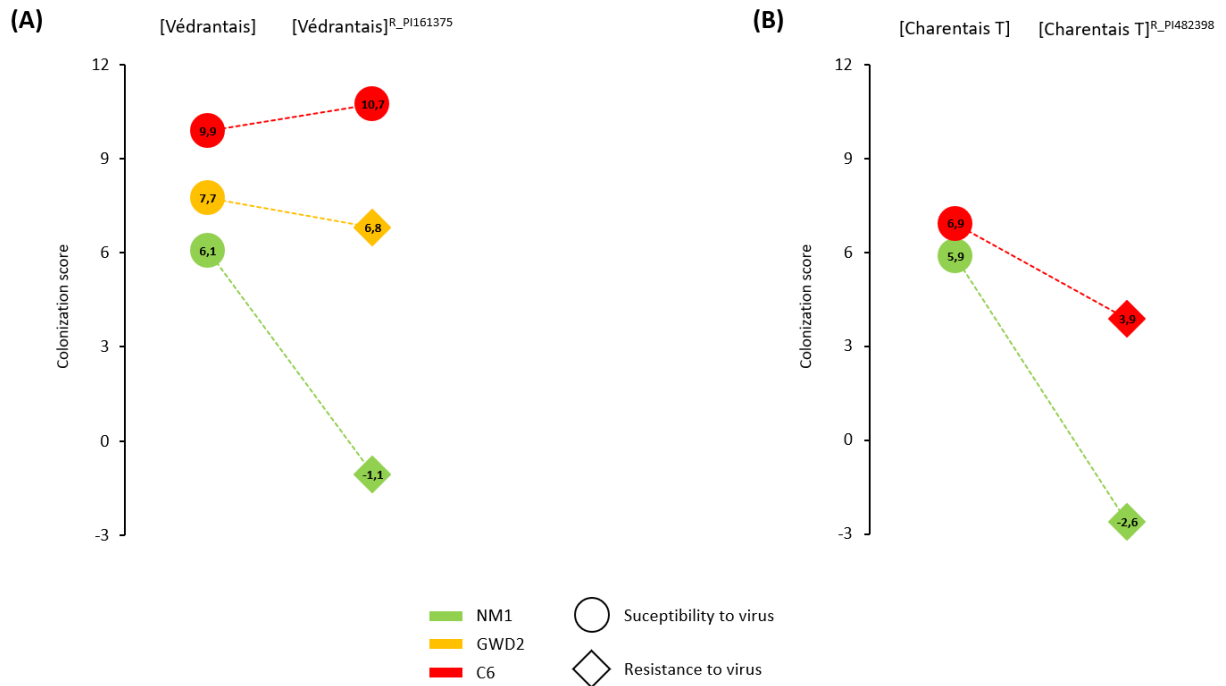 (A)
[Védrantais]
[Védrantais]R_PI161375
12
9
6
3
0
-3
Colonization score
9,9
10,7
7,7
6,8
6,1
-1,1
(B)
[Charentais T]
[Charentais T]R_PI482398
12
9
6
3
0
-3
Colonization score
6,9
5,9
3,9
-2,6
NM1
GWD2
C6
Suceptibility to virus
Resistance to virus